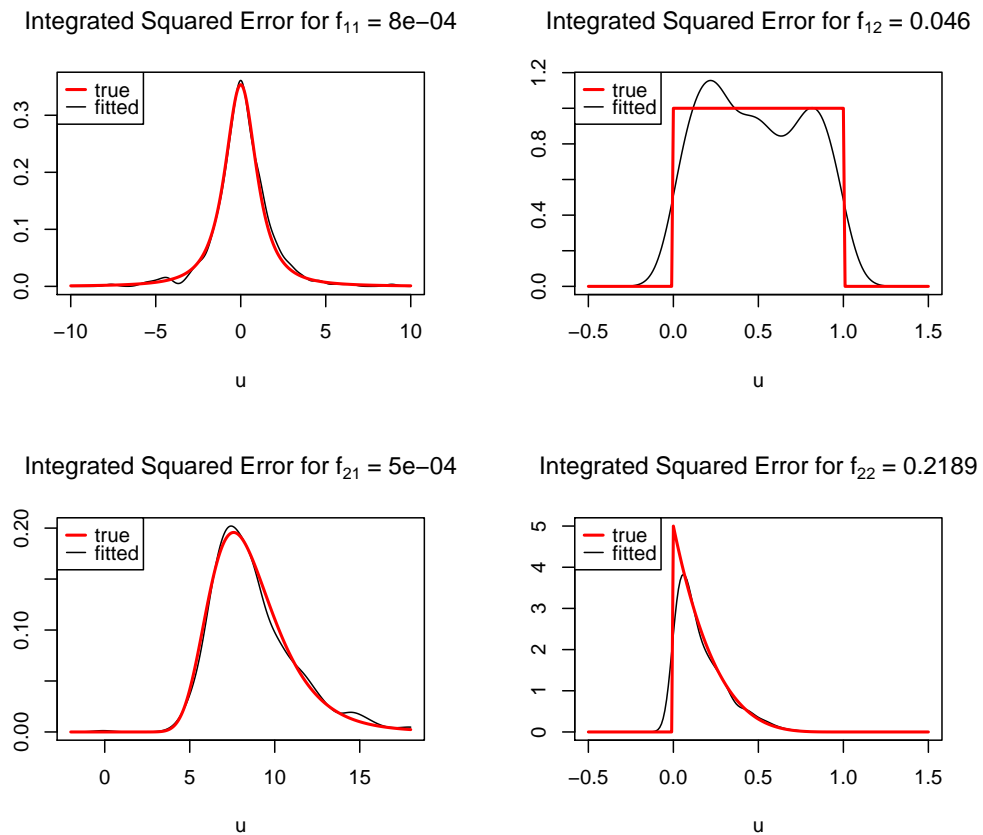 Integrated Squared Error for f₁₁ = 8e−04
true
fitted
0.3
0.2
0.1
0.0
−10 −5 0 5 10
u
Integrated Squared Error for f₁₂ = 0.046
true
fitted
1.2
0.8
0.4
0.0
−0.5 0.0 0.5 1.0 1.5
u
Integrated Squared Error for f₂₁ = 5e−04
true
fitted
0.20
0.10
0.00
0 5 10 15
u
Integrated Squared Error for f₂₂ = 0.2189
true
fitted
5
4
3
2
1
0
−0.5 0.0 0.5 1.0 1.5
u